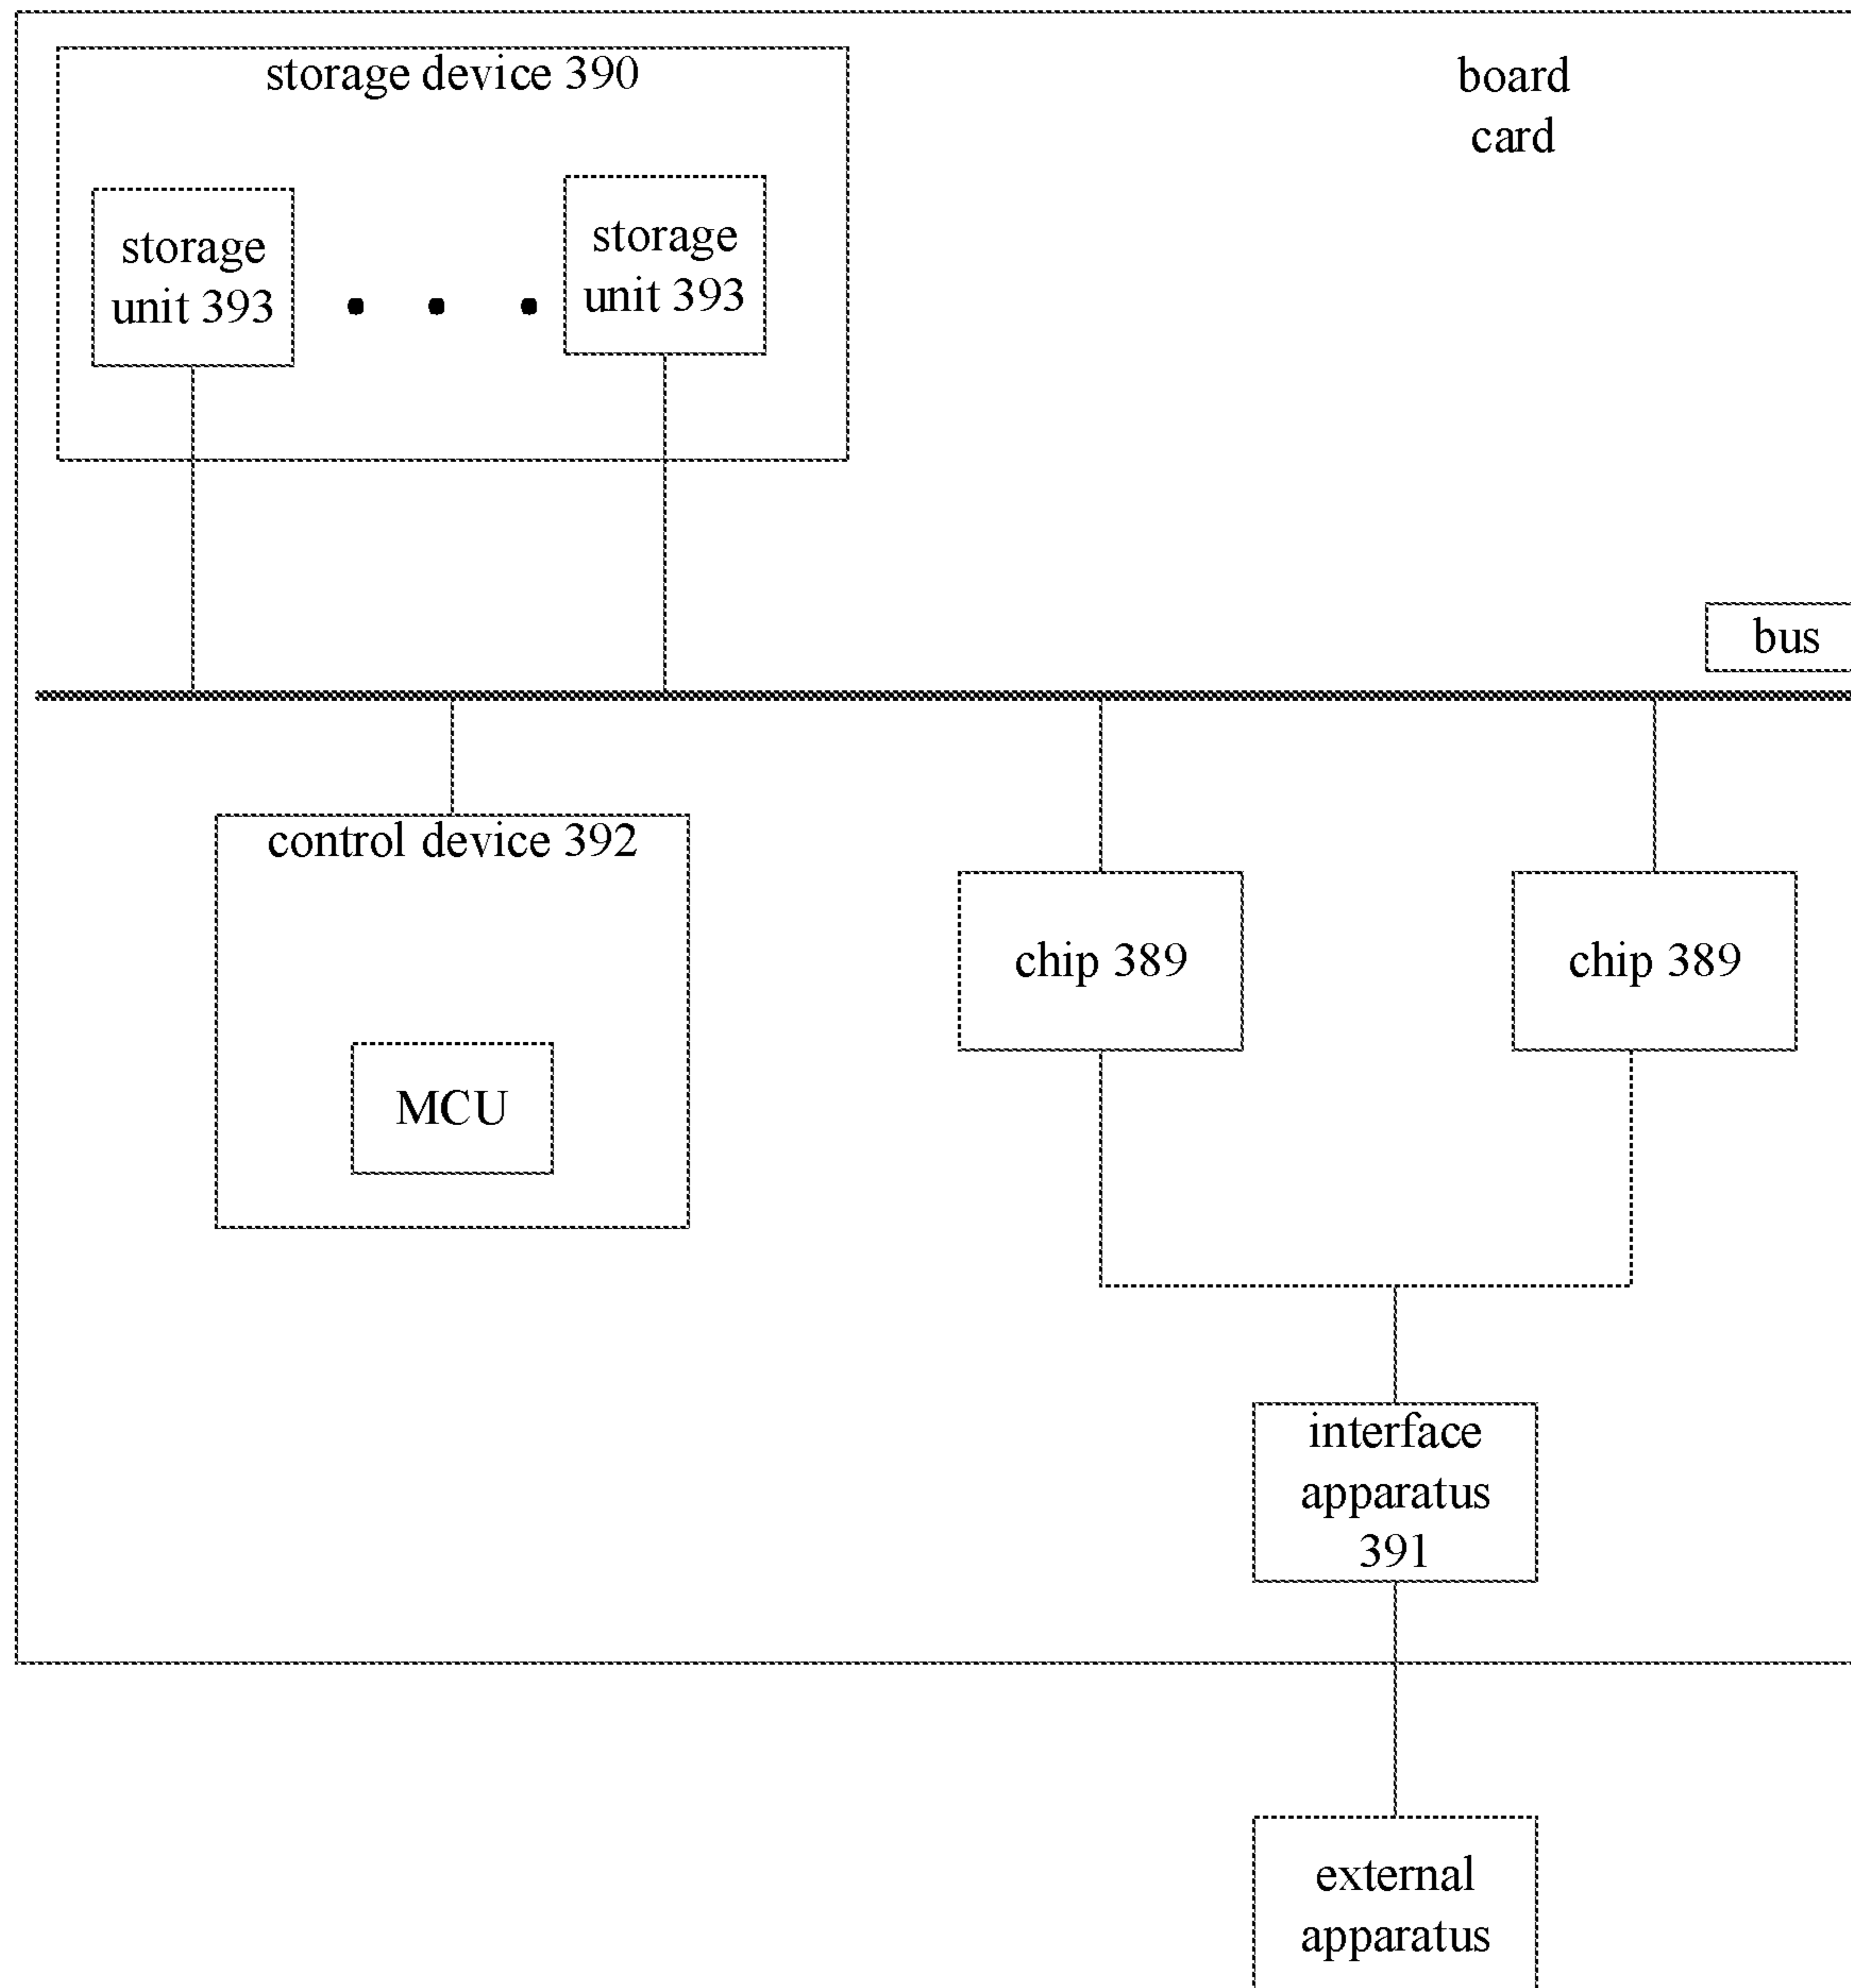 storage device 390
board
card
storage
unit 393
storage
unit 393
bus
control device 392
chip 389
chip 389
MCU
interface
apparatus
391
external
apparatus